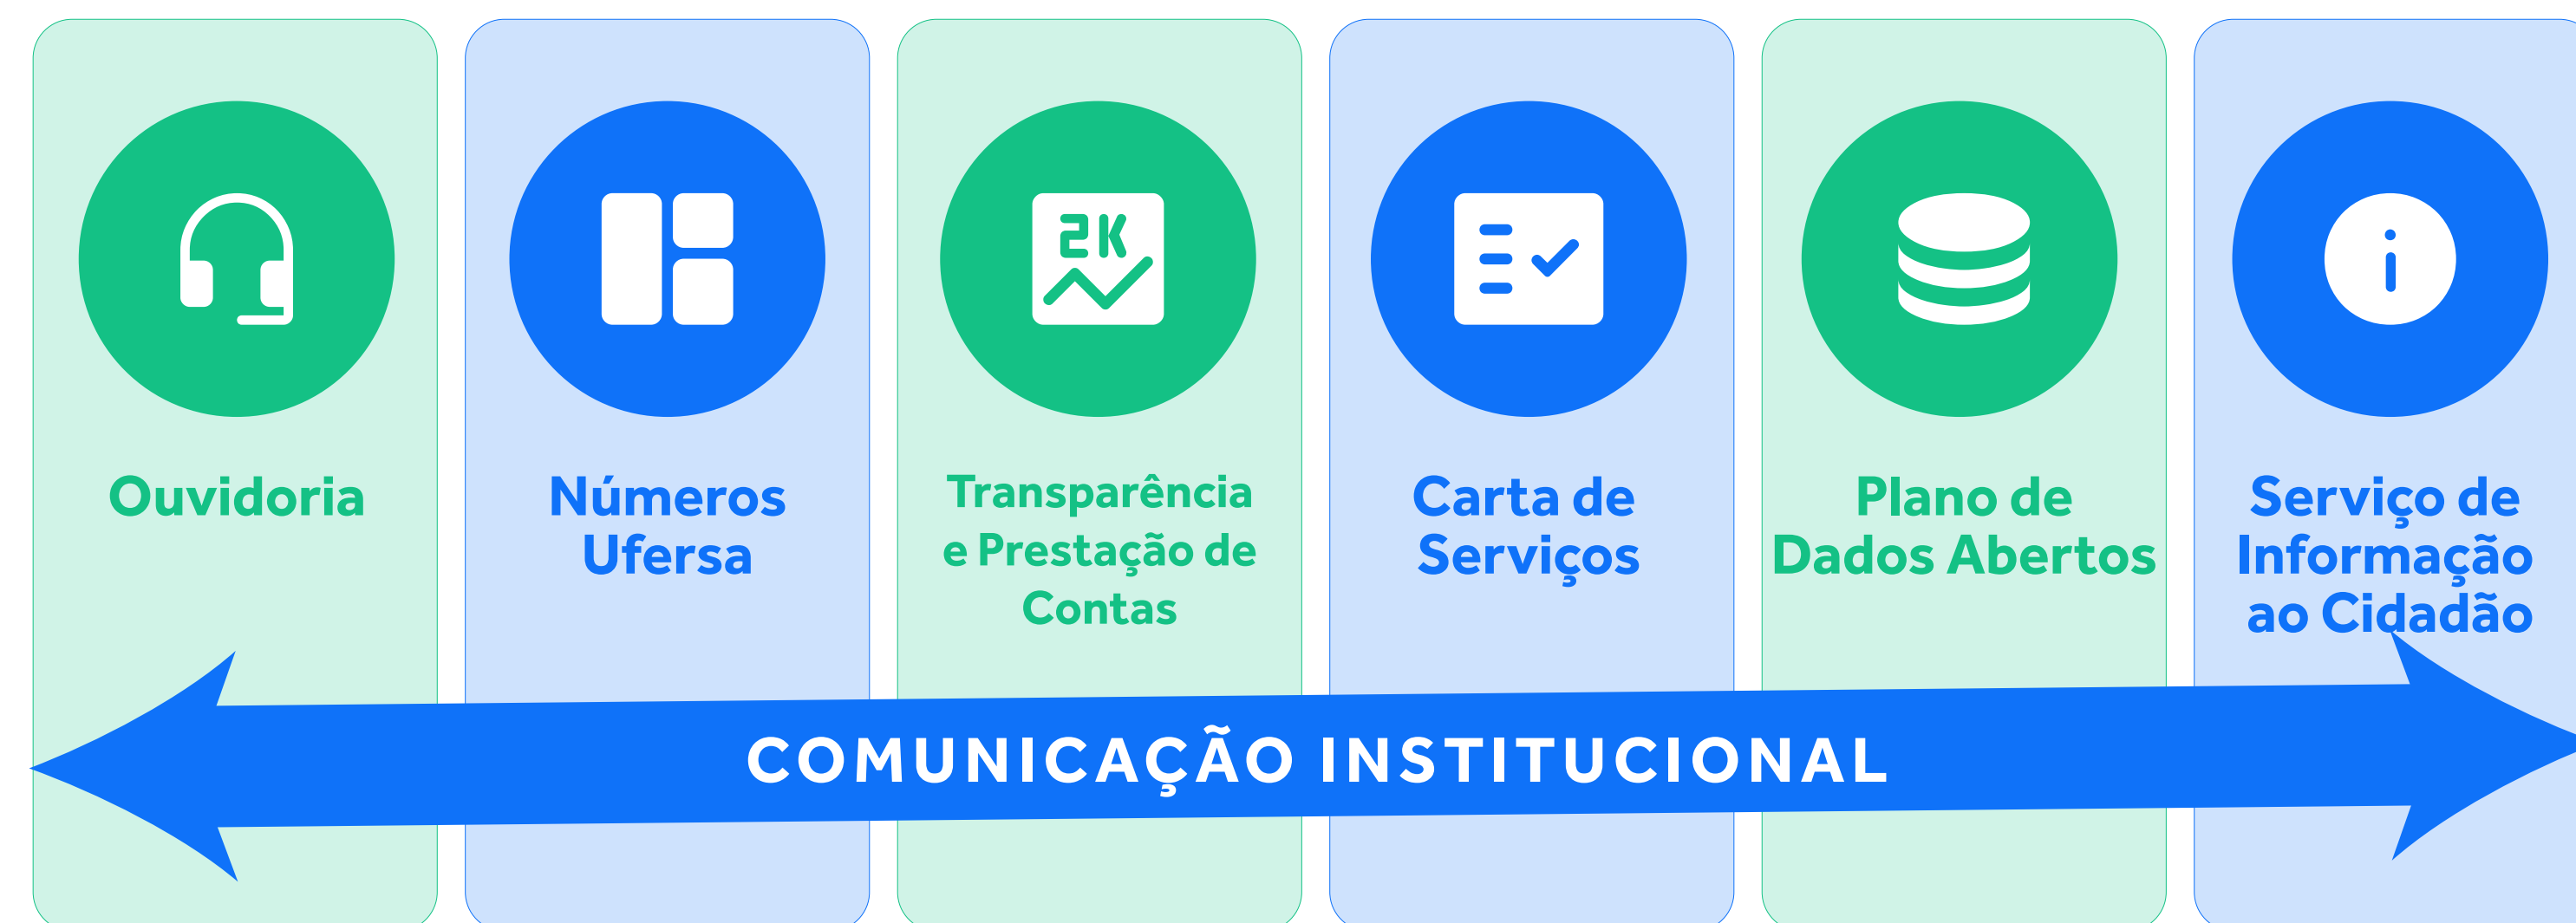 Ouvidoria
Números
Ufersa
2K
Transparência
e Prestação de
Contas
Carta de
Serviços
Plano de
Dados Abertos
Serviço de
Informação
ao Cidadão
COMUNICAÇÃO INSTITUCIONAL